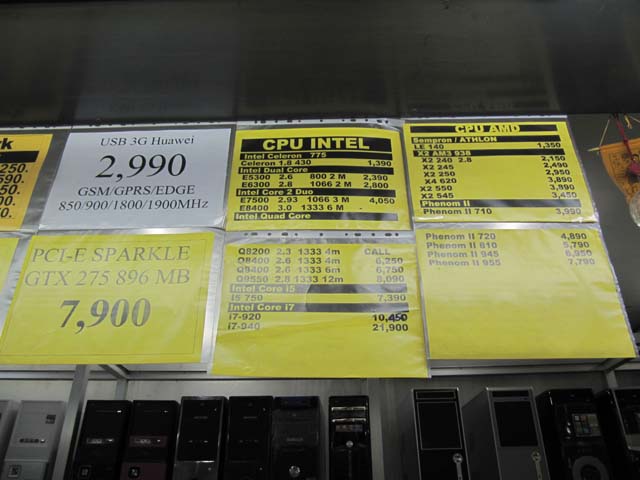 rk
250.
590.
USB 3G Huawei
2,990
GSM/GPRS/EDGE
850/900/1800/1900MHz
CPU INTEL
Intel Celeron 775
Celeron 1.8 430 1,390
Intel Dual Core
E5300 2.6 800 2 M 2,390
E6300 2.8 1066 2 M 2,800
Intel Core 2 Duo
E7500 2.93 1066 3 M 4,050
E8400 3.0 1333 6 M
Intel Quad Core
CPU AMD
Sempron / ATHLON
LE 140 1,350
X2 AM3 938
X2 240 2.8 2,150
X2 245 2,490
X2 250 2,950
X4 620 3,890
X2 550 3,890
X2 545 3,450
Phenom II
Phenom II 710 3,990
PCI-E SPARKLE
GTX 275 896 MB
7,900
Q8200 2.3 1333 4m CALL
Q8400 2.6 1333 4m 6,250
Q9400 2.6 1333 6m 6,750
Q9550 2.8 1333 12m 8,090
Intel Core I5
I5 750 7,390
Intel Core i7
i7-920 10,450
i7-940 21,900
Phenom II 720 4,890
Phenom II 810 5,790
Phenom II 945 6,950
Phenom II 955 7,790